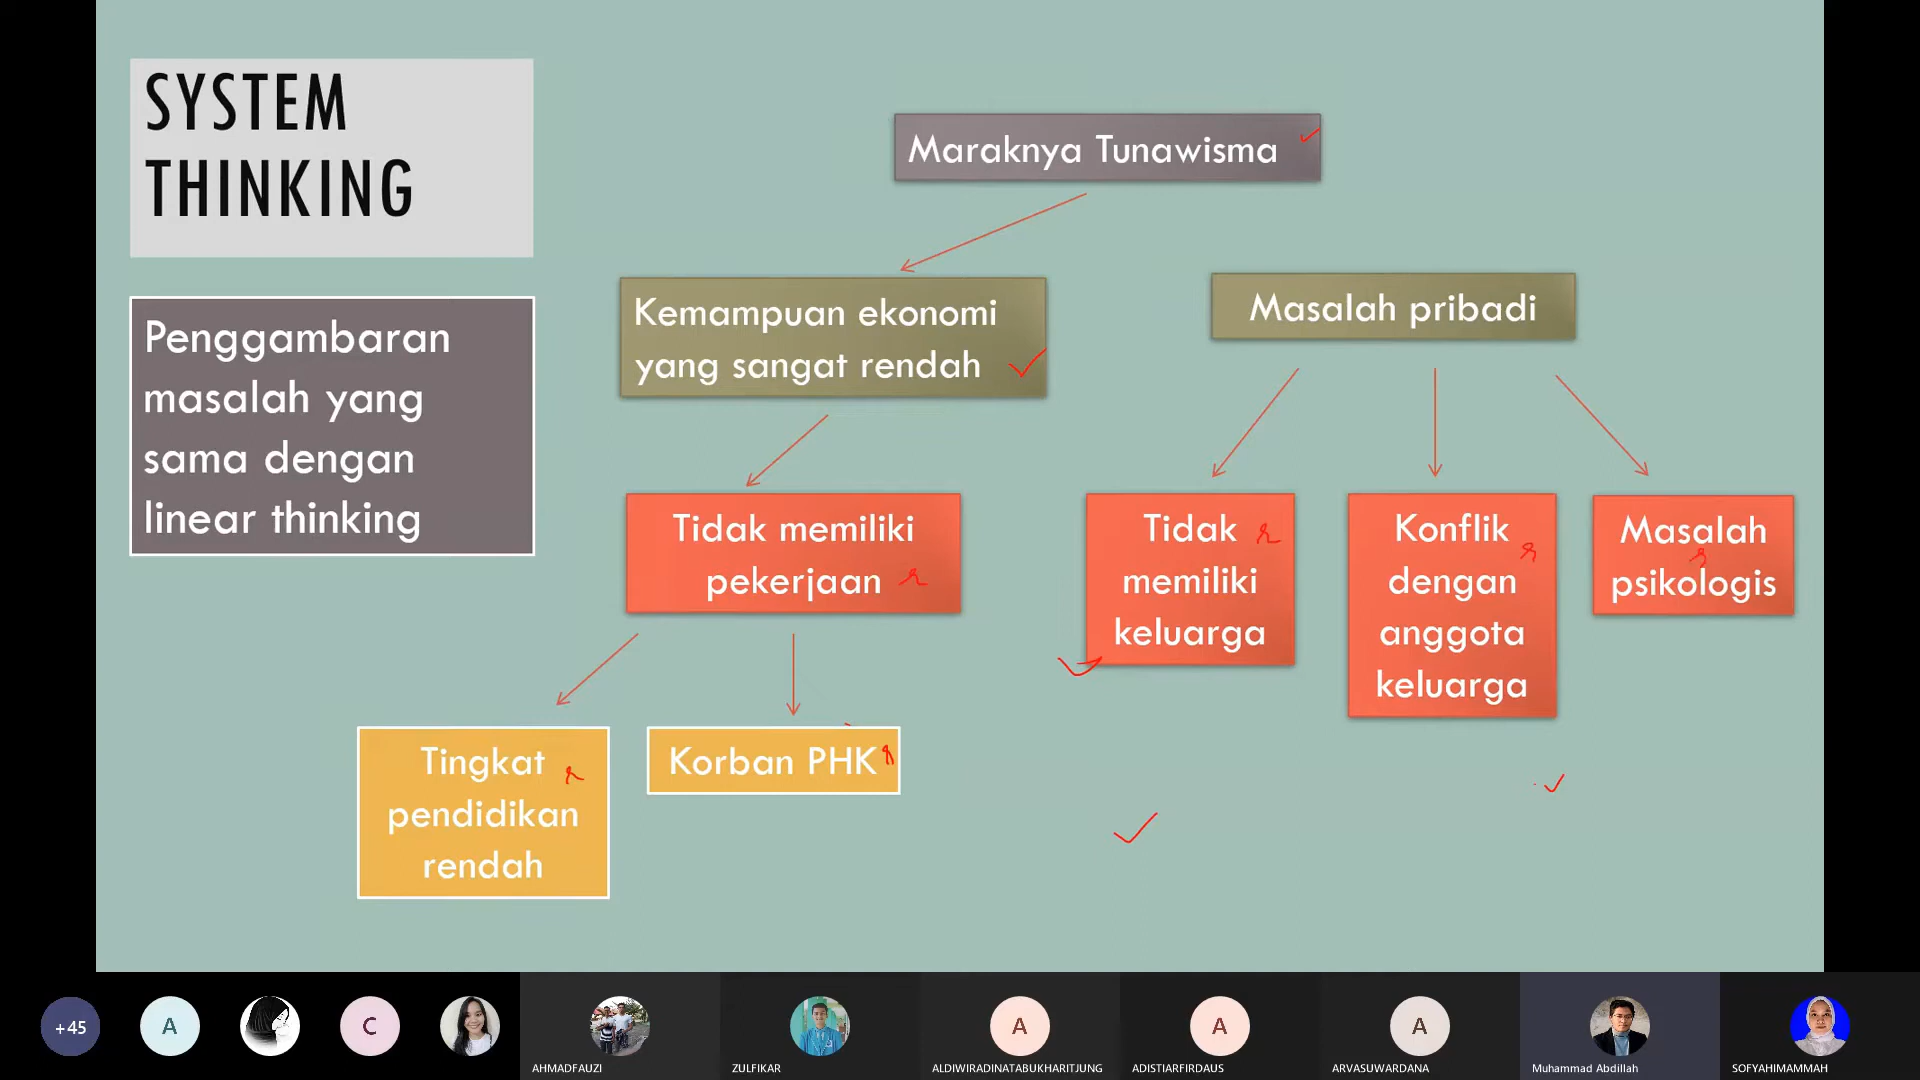 SYSTEM
THINKING
Penggambaran
masalah yang
sama dengan
linear thinking
Maraknya Tunawisma
Kemampuan ekonomi
yang sangat rendah
Masalah pribadi
Tidak memiliki
pekerjaan
Tidak
memiliki
keluarga
Konflik
dengan
anggota
keluarga
Masalah
psikologis
Tingkat
pendidikan
rendah
Korban PHK
+45
A
C
AHMADFAUZI
ZULFIKAR
A
ALDIWIRADINATABUKHARITJUNG
A
ADISTIARFIRDAUS
A
ARVASUWARDANA
Muhammad Abdillah
SOFYAHIMAMMAH